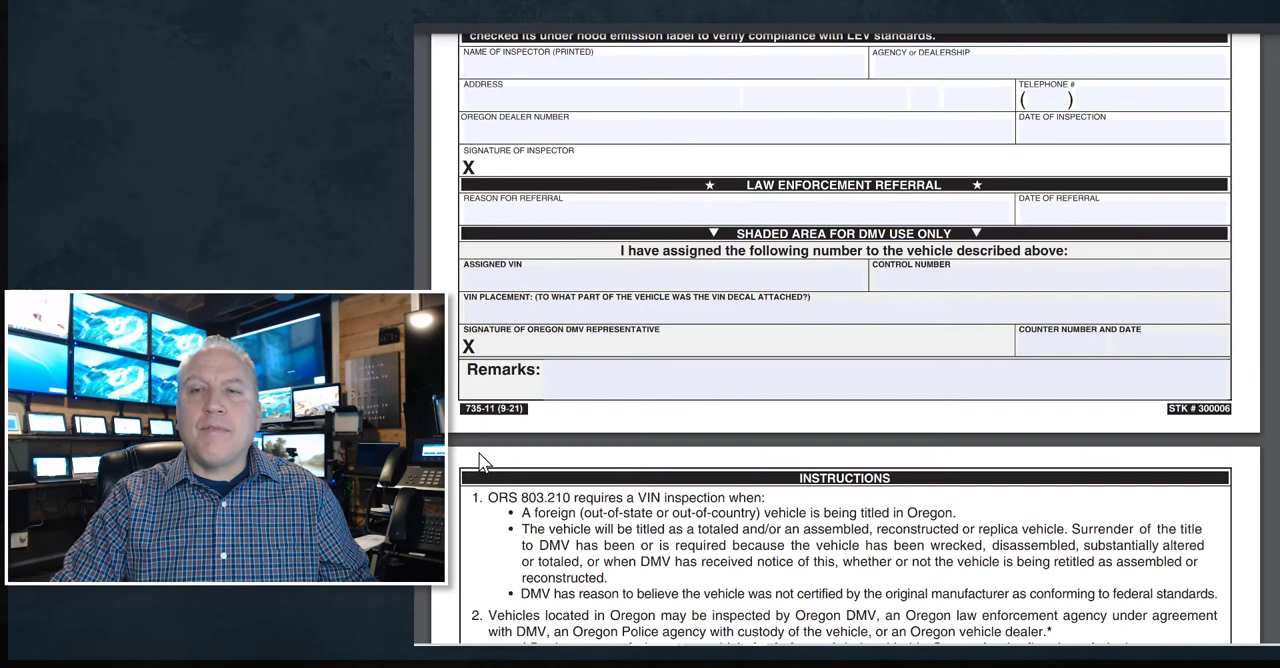 checked its under hood emission label to verify compliance with LEV standards.
NAME OF INSPECTOR (PRINTED) AGENCY or DEALERSHIP
ADDRESS TELEPHONE #
( )
OREGON DEALER NUMBER DATE OF INSPECTION
SIGNATURE OF INSPECTOR
X
★ LAW ENFORCEMENT REFERRAL ★
REASON FOR REFERRAL DATE OF REFERRAL
▼ SHADED AREA FOR DMV USE ONLY ▼
I have assigned the following number to the vehicle described above:
ASSIGNED VIN CONTROL NUMBER
VIN PLACEMENT: (TO WHAT PART OF THE VEHICLE WAS THE VIN DECAL ATTACHED?)
SIGNATURE OF OREGON DMV REPRESENTATIVE COUNTER NUMBER AND DATE
X
Remarks:
735-11 (9-21) STK # 300006
INSTRUCTIONS
1. ORS 803.210 requires a VIN inspection when:
• A foreign (out-of-state or out-of-country) vehicle is being titled in Oregon.
• The vehicle will be titled as a totaled and/or an assembled, reconstructed or replica vehicle. Surrender of the title
to DMV has been or is required because the vehicle has been wrecked, disassembled, substantially altered
or totaled, or when DMV has received notice of this, whether or not the vehicle is being retitled as assembled or
reconstructed.
• DMV has reason to believe the vehicle was not certified by the original manufacturer as conforming to federal standards.
2. Vehicles located in Oregon may be inspected by Oregon DMV, an Oregon law enforcement agency under agreement
with DMV, an Oregon Police agency with custody of the vehicle, or an Oregon vehicle dealer.*